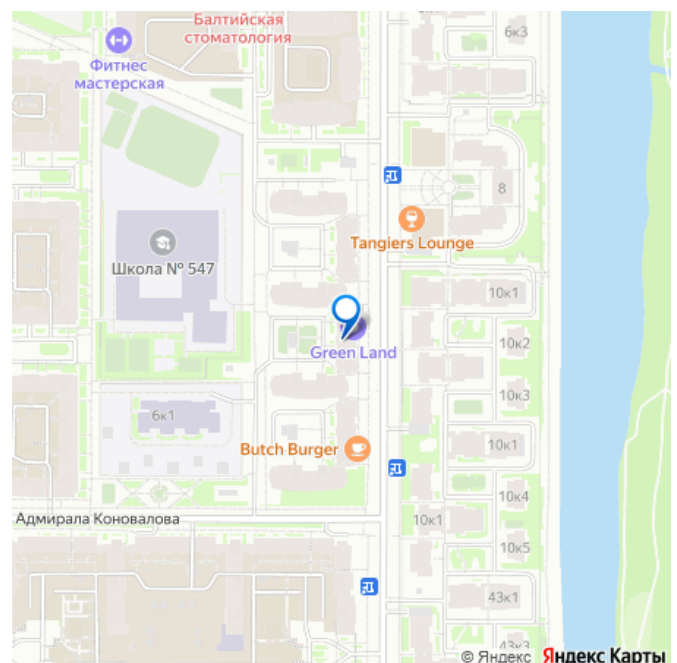 Балтийская
стоматология
6к3
Фитнес
мастерская
8
Tangiers Lounge
Школа № 547
10к1
Green Land
10к2
10к3
6к1
Butch Burger
10к1
10к4
Адмирала Коновалова
10к1
10к5
43к1
43к3
© Яндекс Яндекс Карты